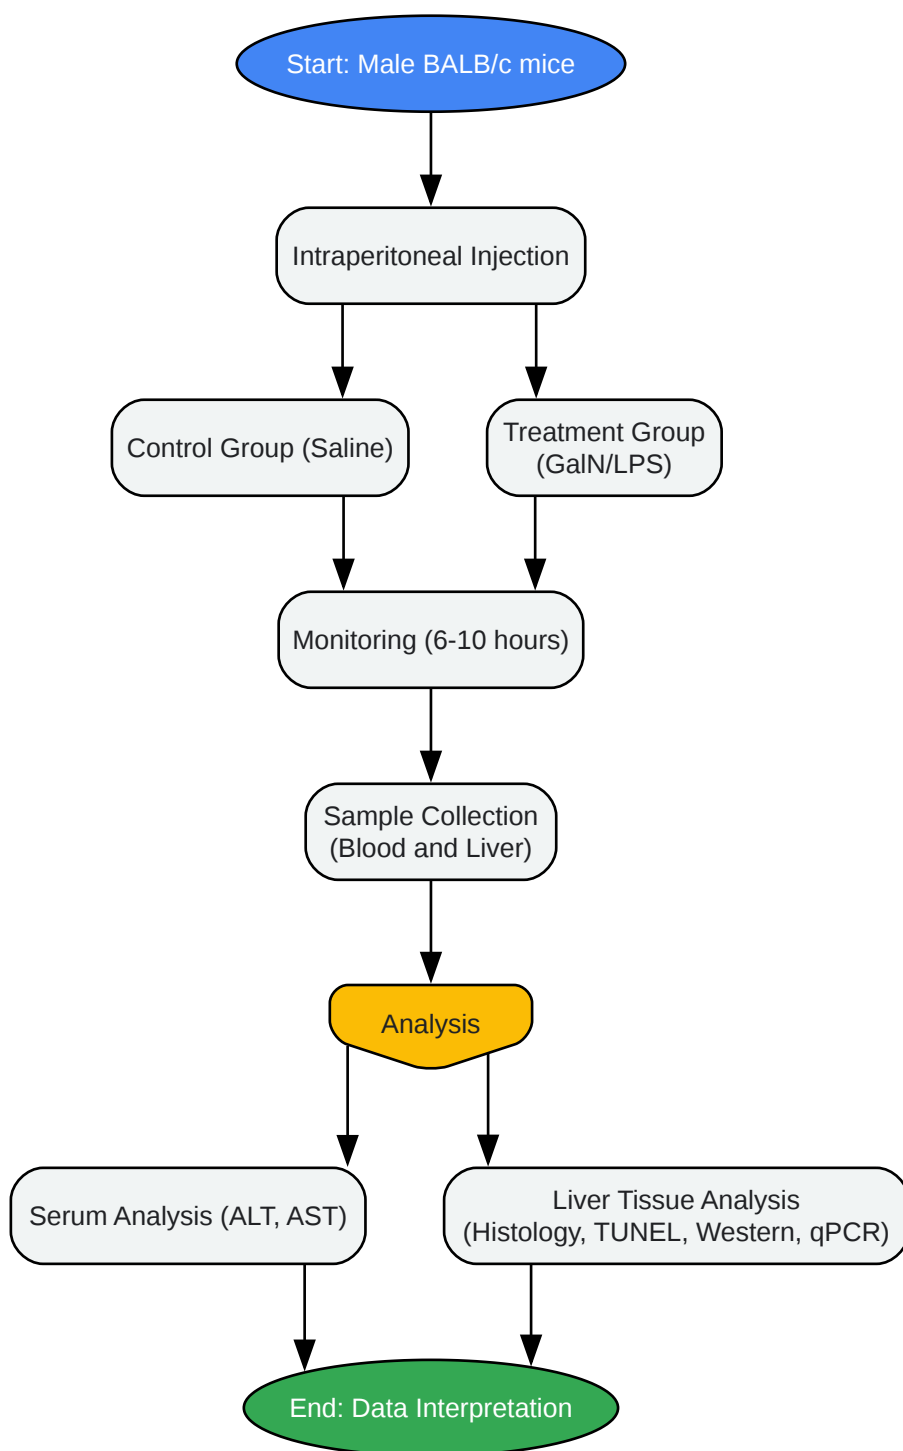 Start: Male BALB/c mice
Intraperitoneal Injection
Control Group (Saline)
Treatment Group
(GalN/LPS)
Monitoring (6-10 hours)
Sample Collection
(Blood and Liver)
Analysis
Serum Analysis (ALT, AST)
Liver Tissue Analysis
(Histology, TUNEL, Western, qPCR)
End: Data Interpretation